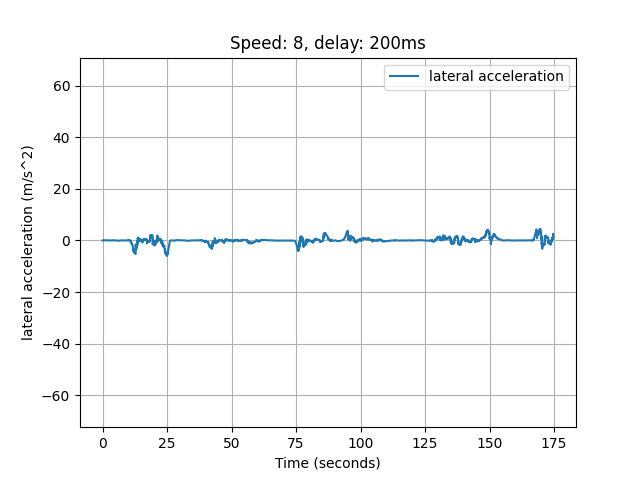 Speed: 8, delay: 200ms
lateral acceleration
lateral acceleration (m/s^2)
60
40
20
0
−20
−40
−60
0 25 50 75 100 125 150 175
Time (seconds)